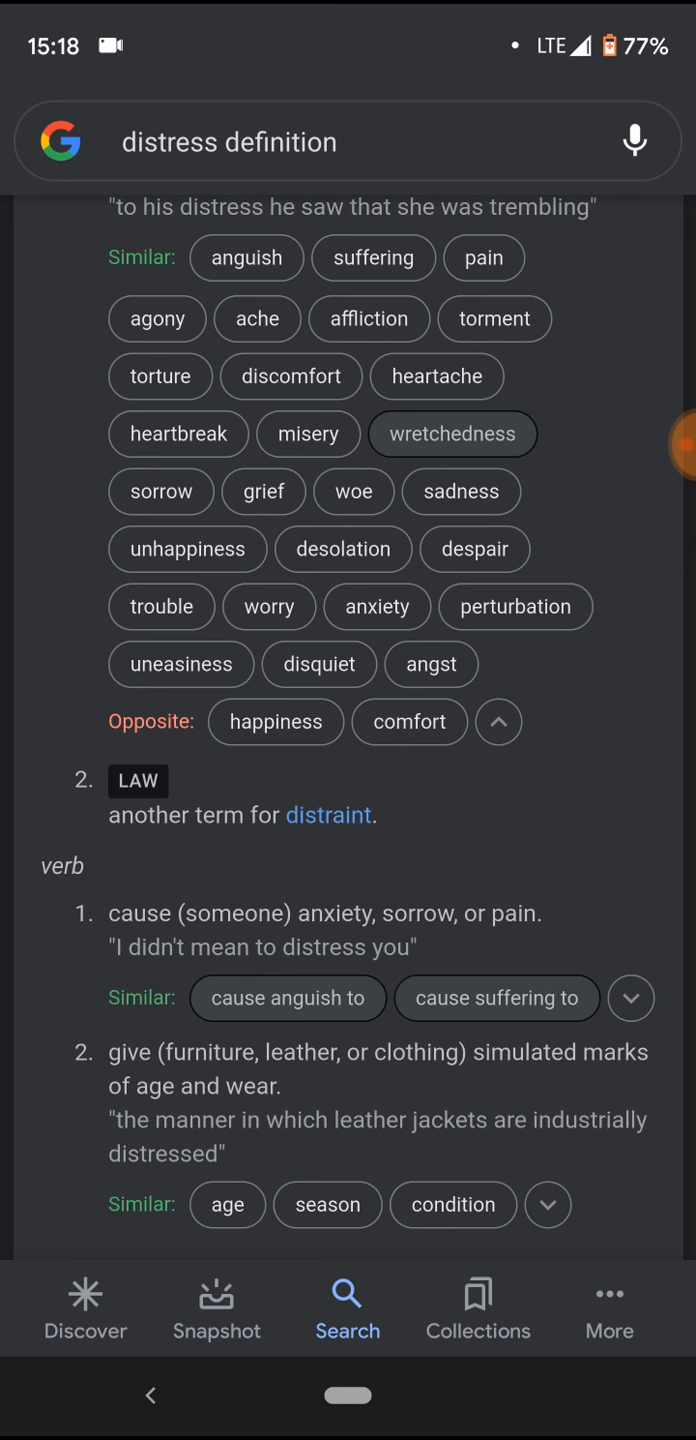 15:18 LTE 77%
distress definition
"to his distress he saw that she was trembling"
Similar: anguish suffering pain
agony ache affliction torment
torture discomfort heartache
heartbreak misery wretchedness
sorrow grief woe sadness
unhappiness desolation despair
trouble worry anxiety perturbation
uneasiness disquiet angst
Opposite: happiness comfort
2. LAW
another term for distraint.
verb
1. cause (someone) anxiety, sorrow, or pain.
"I didn't mean to distress you"
Similar: cause anguish to cause suffering to
2. give (furniture, leather, or clothing) simulated marks
of age and wear.
"the manner in which leather jackets are industrially
distressed"
Similar: age season condition
Discover Snapshot Search Collections More